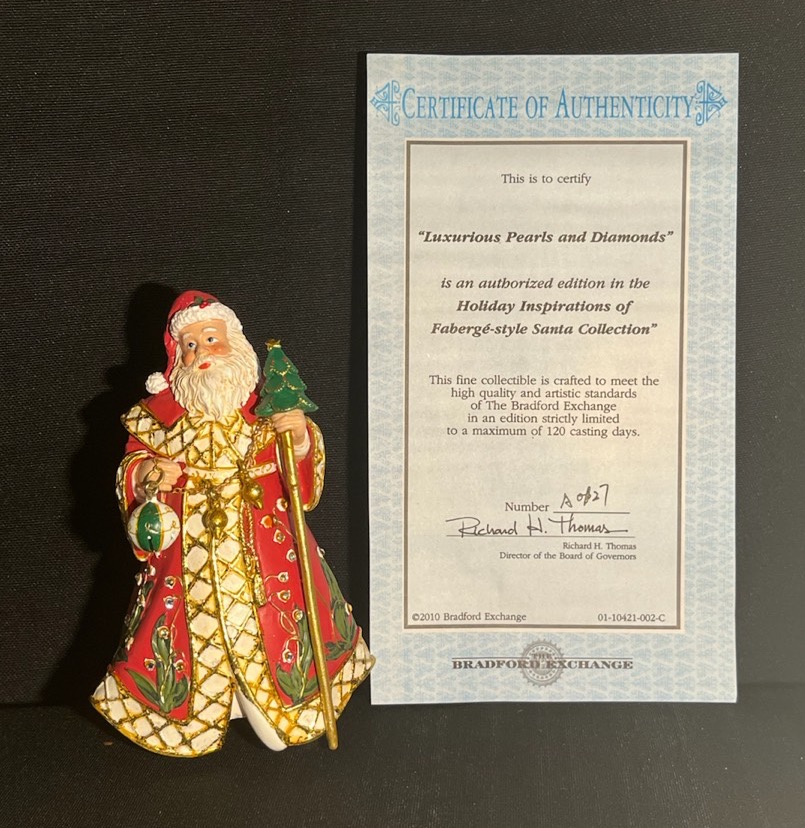 CERTIFICATE OF AUTHENTICITY
This is to certify
"Luxurious Pearls and Diamonds"
is an authorized edition in the
Holiday Inspirations of
Fabergé-style Santa Collection"
This fine collectible is crafted to meet the
high quality and artistic standards
of The Bradford Exchange
in an edition strictly limited
to a maximum of 120 casting days.
Number
Richard H. Thomas
Richard H. Thomas
Director of the Board of Governors
©2010 Bradford Exchange 01-10421-002-C
THE
BRADFORD EXCHANGE